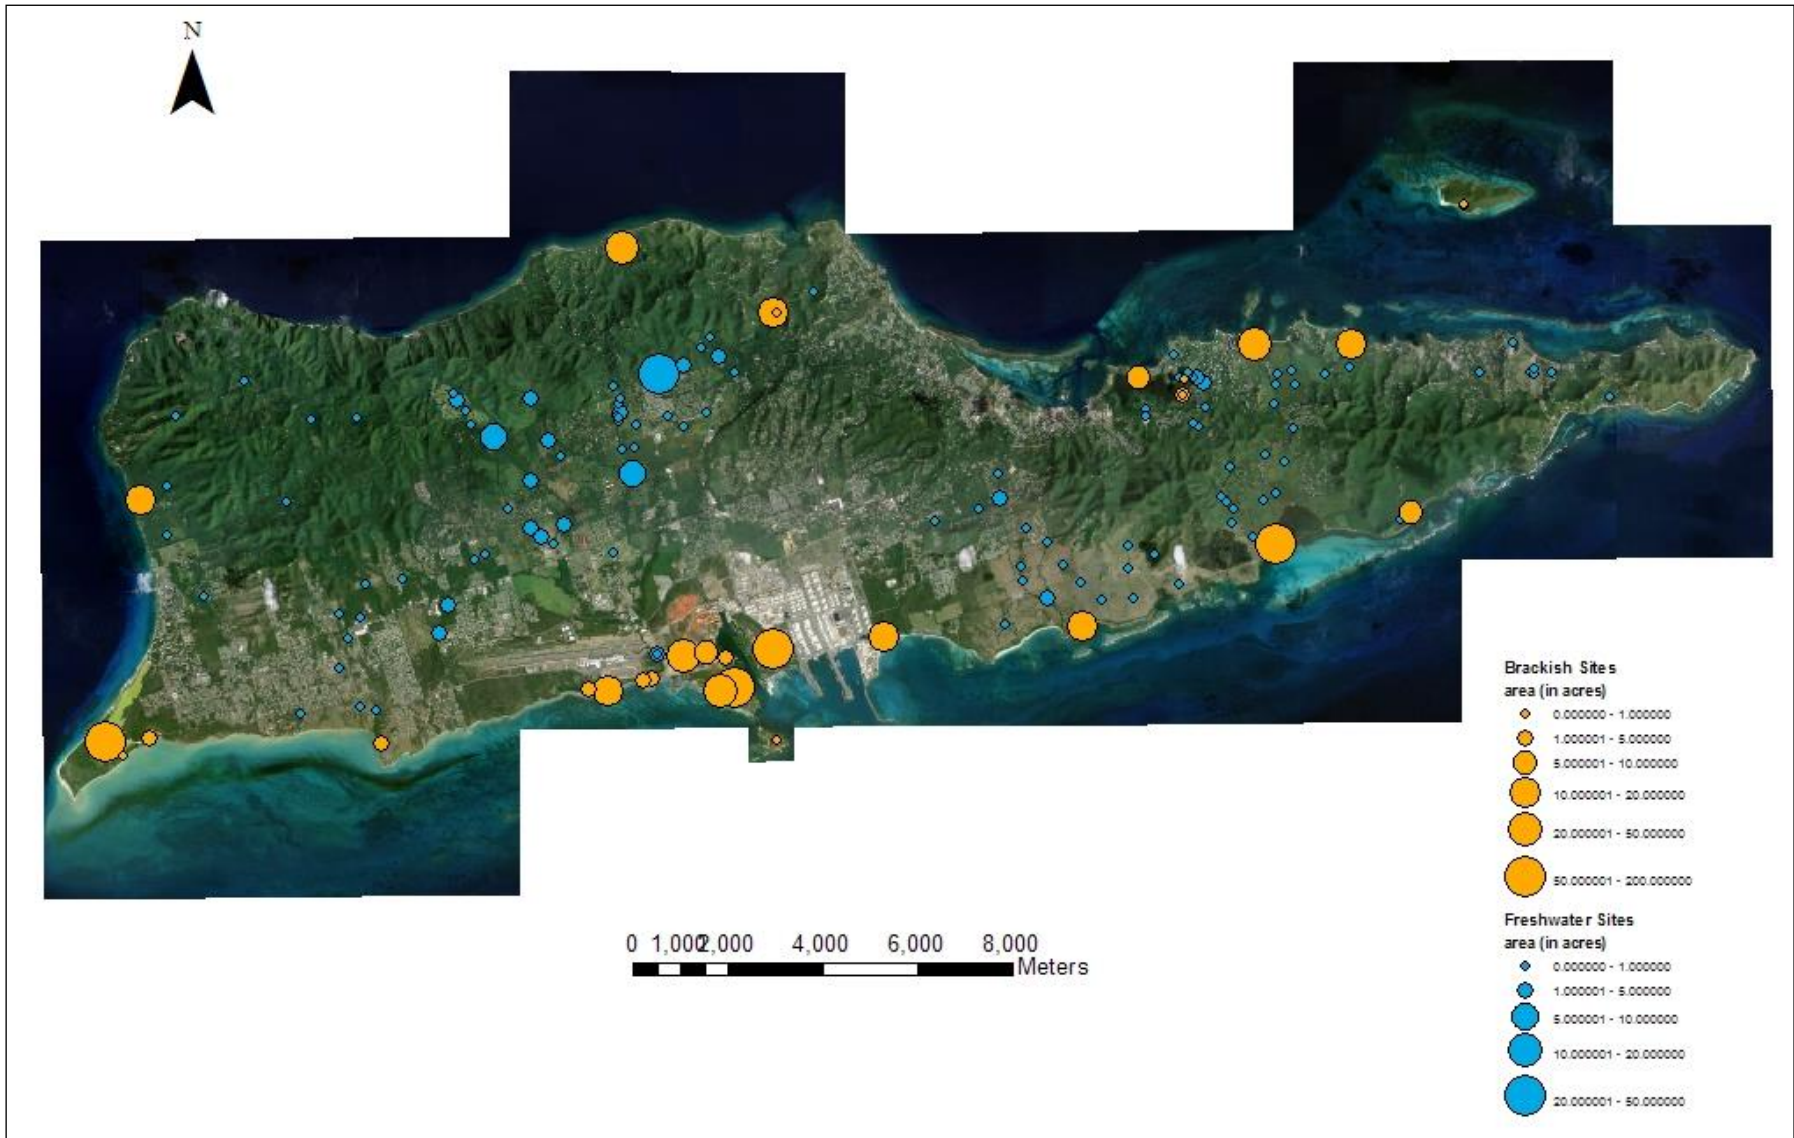 N
0 1,000 2,000 4,000 6,000 8,000
Meters
Brackish Sites
area (in acres)
0.000000 - 1.000000
1.000001 - 5.000000
5.000001 - 10.000000
10.000001 - 20.000000
20.000001 - 50.000000
50.000001 - 200.000000
Freshwater Sites
area (in acres)
0.000000 - 1.000000
1.000001 - 5.000000
5.000001 - 10.000000
10.000001 - 20.000000
20.000001 - 50.000000